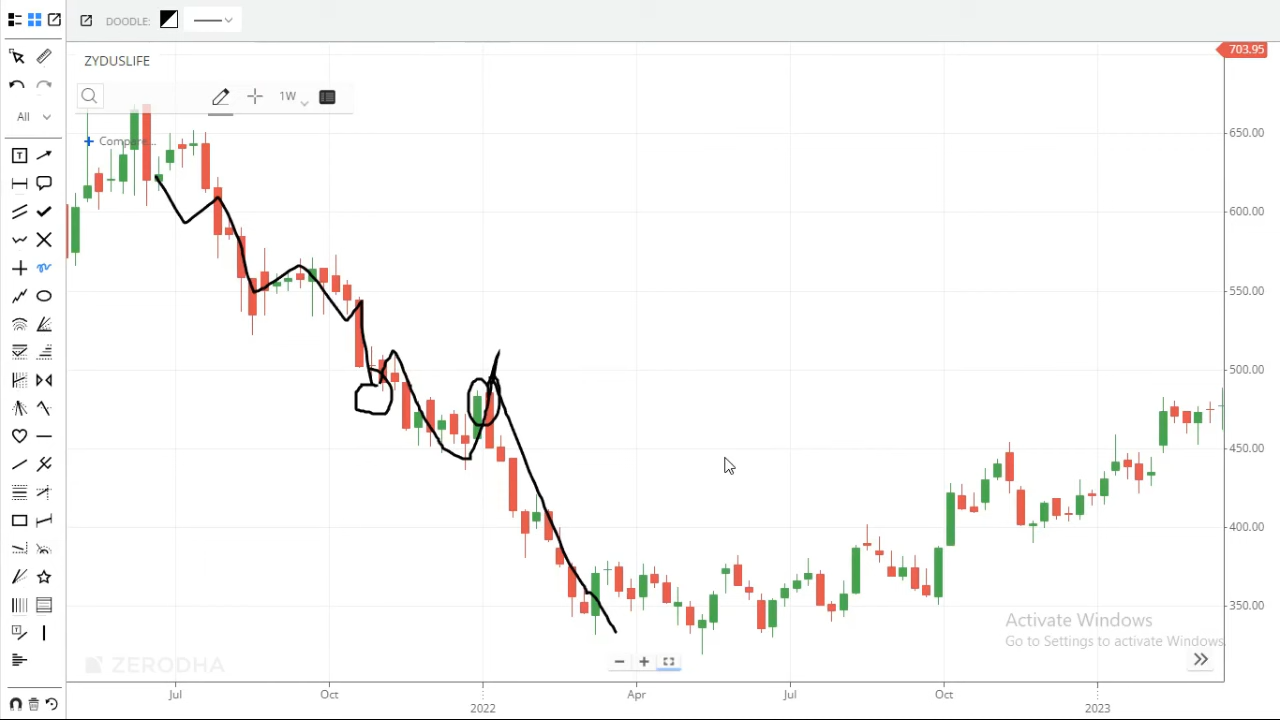 DOODLE:
703.95
ZYDUSLIFE
1W
All
Compare...
650.00
600.00
550.00
500.00
450.00
400.00
350.00
Activate Windows
Go to Settings to activate Windows.
ZERODHA
Jul
Oct
2022
Apr
Jul
Oct
2023